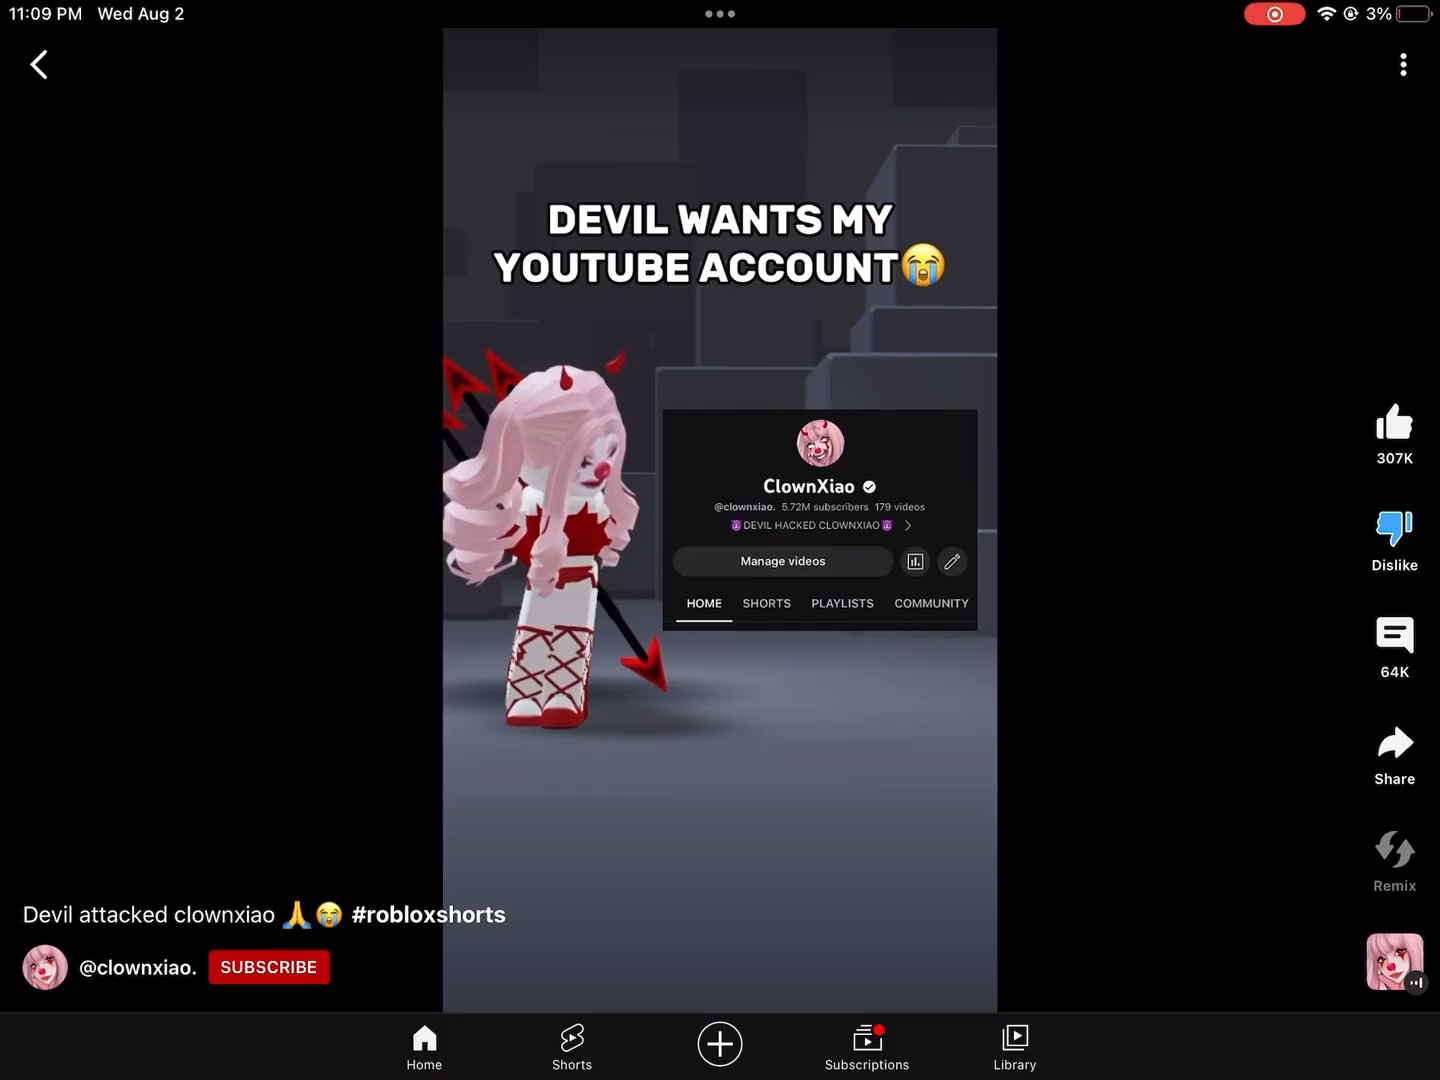 11:09 PM Wed Aug 2
3%
DEVIL WANTS MY
YOUTUBE ACCOUNT😭
ClownXiao
@clownxiao. 5.72M subscribers 179 videos
😈DEVIL HACKED CLOWNXIAO😈
Manage videos
HOME SHORTS PLAYLISTS COMMUNITY
307K
Dislike
64K
Share
Remix
Devil attacked clownxiao 🙏😭 #robloxshorts
@clownxiao. SUBSCRIBE
Home Shorts Subscriptions Library